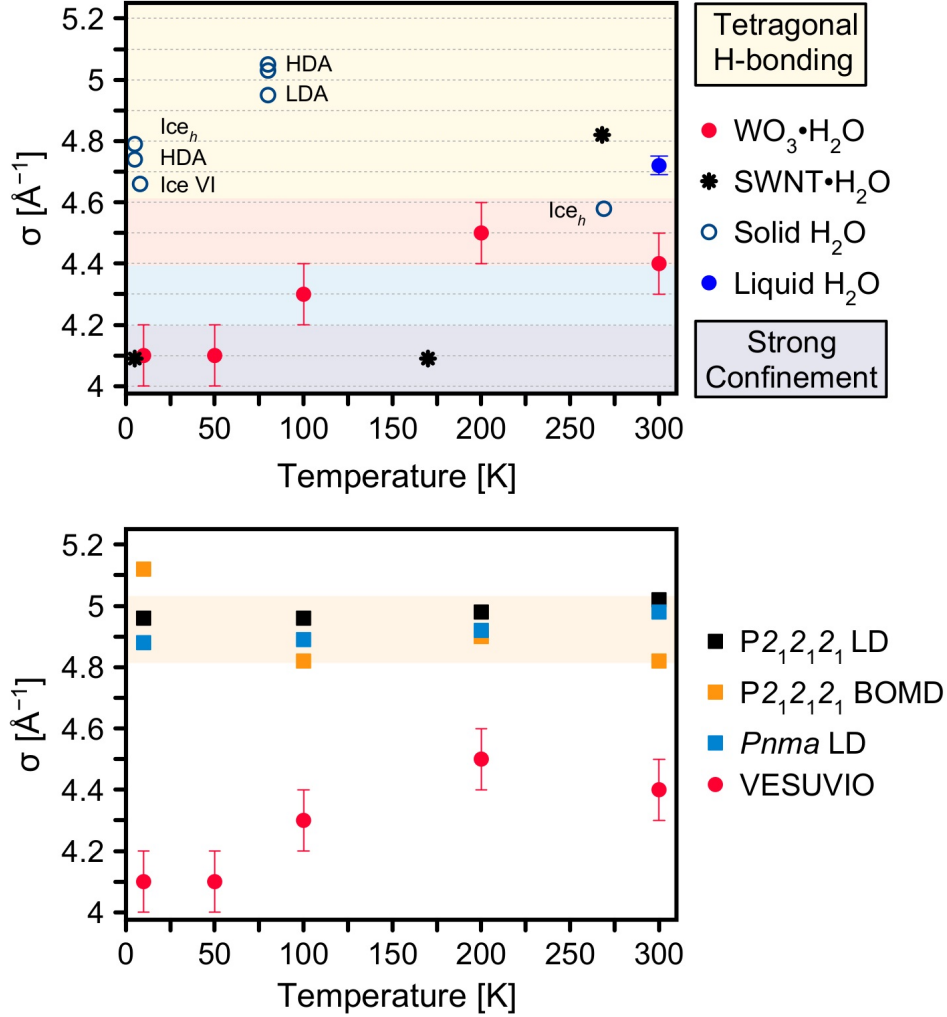 5.2
5
4.8
4.6
4.4
4.2
4
σ [Å⁻¹]
HDA
LDA
Iceₕ
HDA
Ice VI
Iceₕ
0
50
100
150
200
250
300
Temperature [K]
Tetragonal
H-bonding
WO₃•H₂O
SWNT•H₂O
Solid H₂O
Liquid H₂O
Strong
Confinement
5.2
5
4.8
4.6
4.4
4.2
4
σ [Å⁻¹]
0
50
100
150
200
250
300
Temperature [K]
P2₁2₁2₁ LD
P2₁2₁2₁ BOMD
Pnma LD
VESUVIO